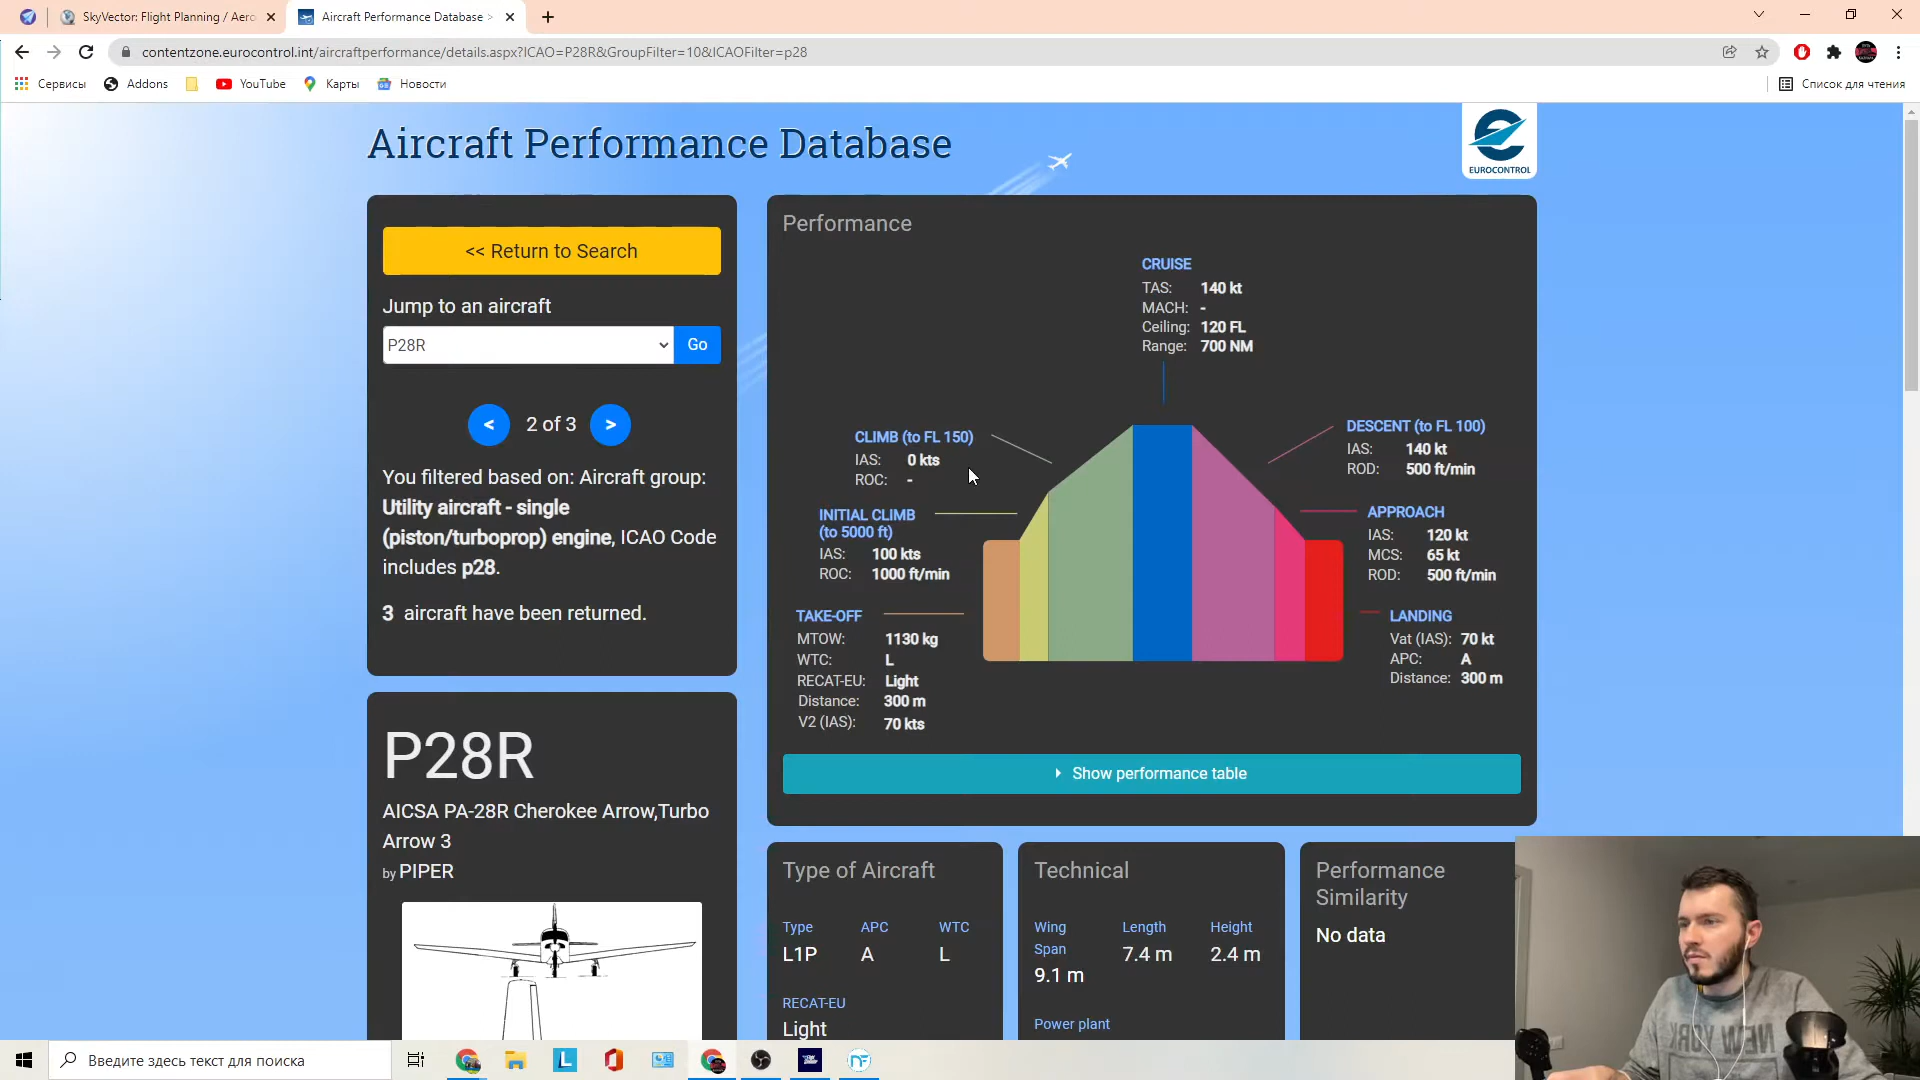 SkyVector: Flight Planning / Aero
Aircraft Performance Database >
contentzone.eurocontrol.int/aircraftperformance/details.aspx?ICAO=P28R&GroupFilter=10&ICAOFilter=p28
Сервисы
Addons
YouTube
Карты
Новости
Список для чтения
Aircraft Performance Database
EUROCONTROL
<< Return to Search
Jump to an aircraft
P28R
Go
<
2 of 3
>
You filtered based on: Aircraft group:
Utility aircraft - single
(piston/turboprop) engine, ICAO Code
includes p28.
3 aircraft have been returned.
P28R
AICSA PA-28R Cherokee Arrow,Turbo
Arrow 3
by PIPER
Performance
CRUISE
TAS: 140 kt
MACH: -
Ceiling: 120 FL
Range: 700 NM
CLIMB (to FL 150)
IAS: 0 kts
ROC: -
INITIAL CLIMB
(to 5000 ft)
IAS: 100 kts
ROC: 1000 ft/min
TAKE-OFF
MTOW: 1130 kg
WTC: L
RECAT-EU: Light
Distance: 300 m
V2 (IAS): 70 kts
DESCENT (to FL 100)
IAS: 140 kt
ROD: 500 ft/min
APPROACH
IAS: 120 kt
MCS: 65 kt
ROD: 500 ft/min
LANDING
Vat (IAS): 70 kt
APC: A
Distance: 300 m
Show performance table
Type of Aircraft
Type APC WTC
L1P A L
RECAT-EU
Light
Technical
Wing Span Length Height
9.1 m 7.4 m 2.4 m
Power plant
Performance
Similarity
No data
NEW YORK
Введите здесь текст для поиска